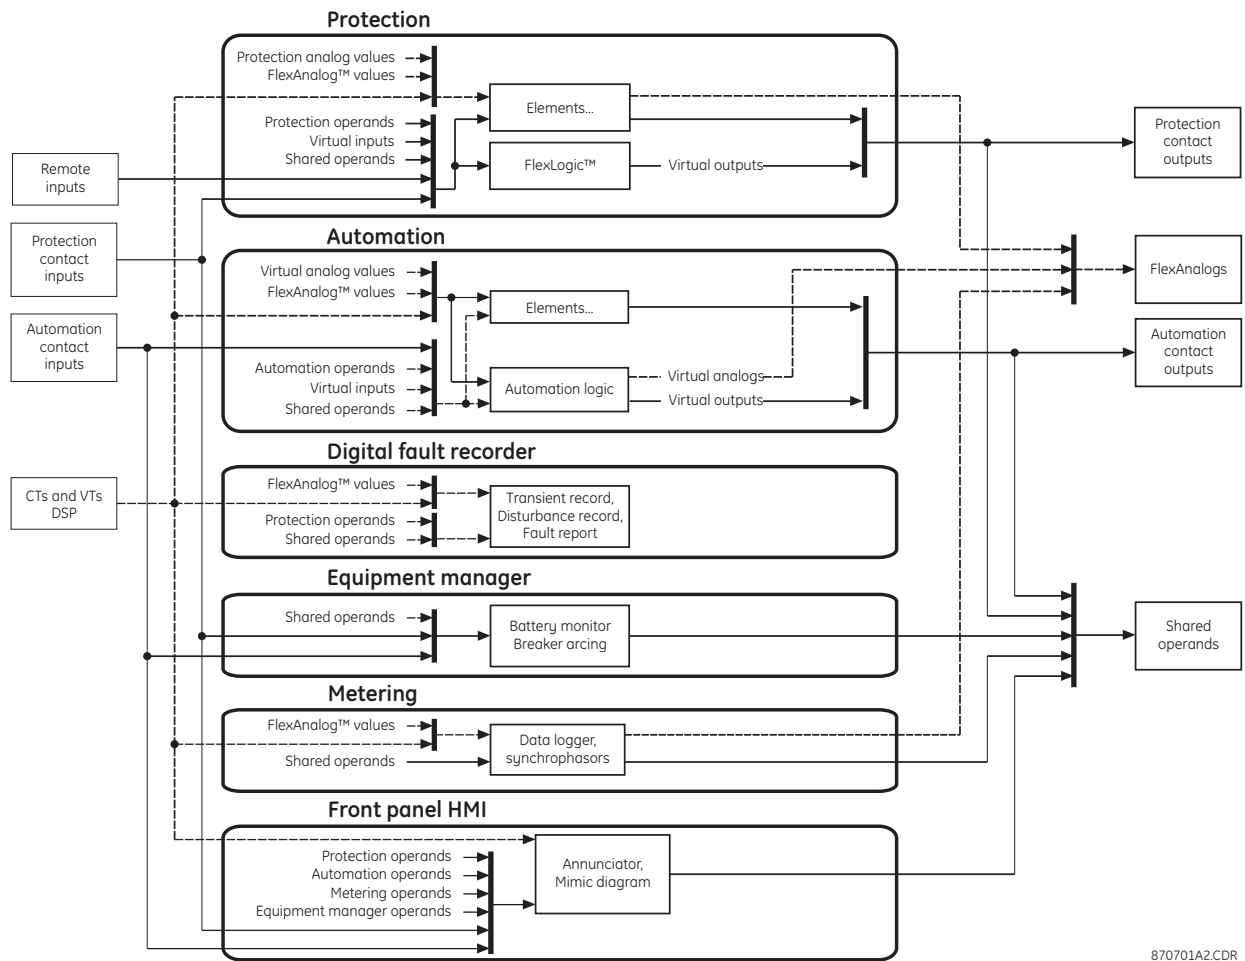 Protection
Protection analog values
FlexAnalog™ values
Elements...
Protection operands
Virtual inputs
Shared operands
FlexLogic™
Virtual outputs
Protection
contact
outputs
Remote
inputs
Protection
contact
inputs
Automation
Virtual analog values
FlexAnalog™ values
Elements...
FlexAnalogs
Automation
contact
inputs
Automation operands
Virtual inputs
Shared operands
Automation logic
Virtual analogs
Virtual outputs
Automation
contact
outputs
Digital fault recorder
CTs and VTs
DSP
FlexAnalog™ values
Protection operands
Shared operands
Transient record,
Disturbance record,
Fault report
Equipment manager
Shared operands
Battery monitor
Breaker arcing
Shared
operands
Metering
FlexAnalog™ values
Shared operands
Data logger,
synchrophasors
Front panel HMI
Protection operands
Automation operands
Metering operands
Equipment manager operands
Annunciator,
Mimic diagram
870701A2.CDR